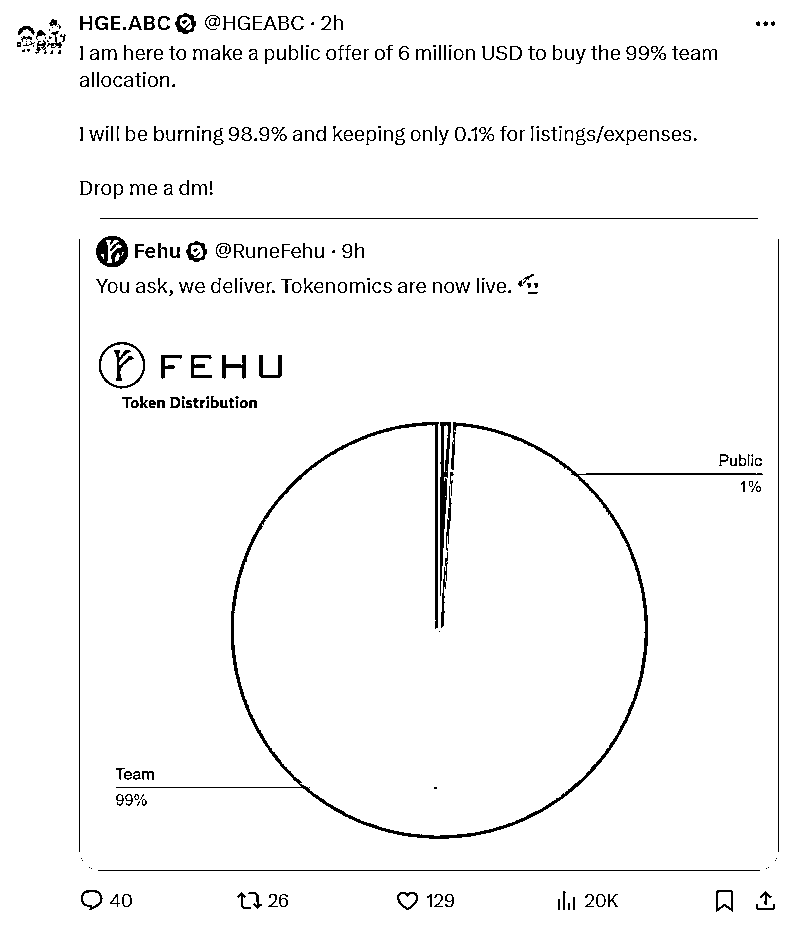 HGE.ABC @HGEABC · 2h
I am here to make a public offer of 6 million USD to buy the 99% team
allocation.
I will be burning 98.9% and keeping only 0.1% for listings/expenses.
Drop me a dm!
Fehu @RuneFehu · 9h
You ask, we deliver. Tokenomics are now live.
FEHU
Token Distribution
Public
1%
Team
99%
40 26 129 20K